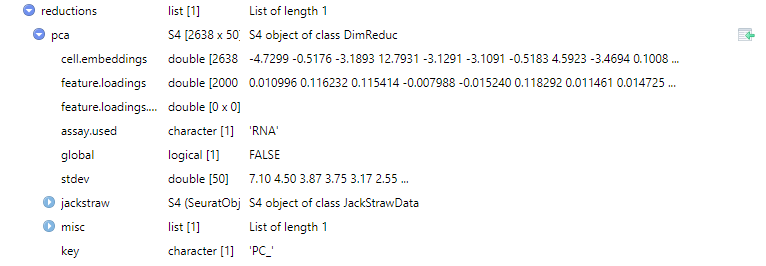 reductions list [1] List of length 1
pca S4 [2638 x 50] S4 object of class DimReduc
cell.embeddings double [2638 -4.7299 -0.5176 -3.1893 12.7931 -3.1291 -3.1091 -0.5183 4.5923 -3.4694 0.1008 ...
feature.loadings double [2000 0.010996 0.116232 0.115414 -0.007988 -0.015240 0.118292 0.011461 0.014725 ...
feature.loadings.... double [0 x 0]
assay.used character [1] 'RNA'
global logical [1] FALSE
stdev double [50] 7.10 4.50 3.87 3.75 3.17 2.55 ...
jackstraw S4 (SeuratObj S4 object of class JackStrawData
misc list [1] List of length 1
key character [1] 'PC_'